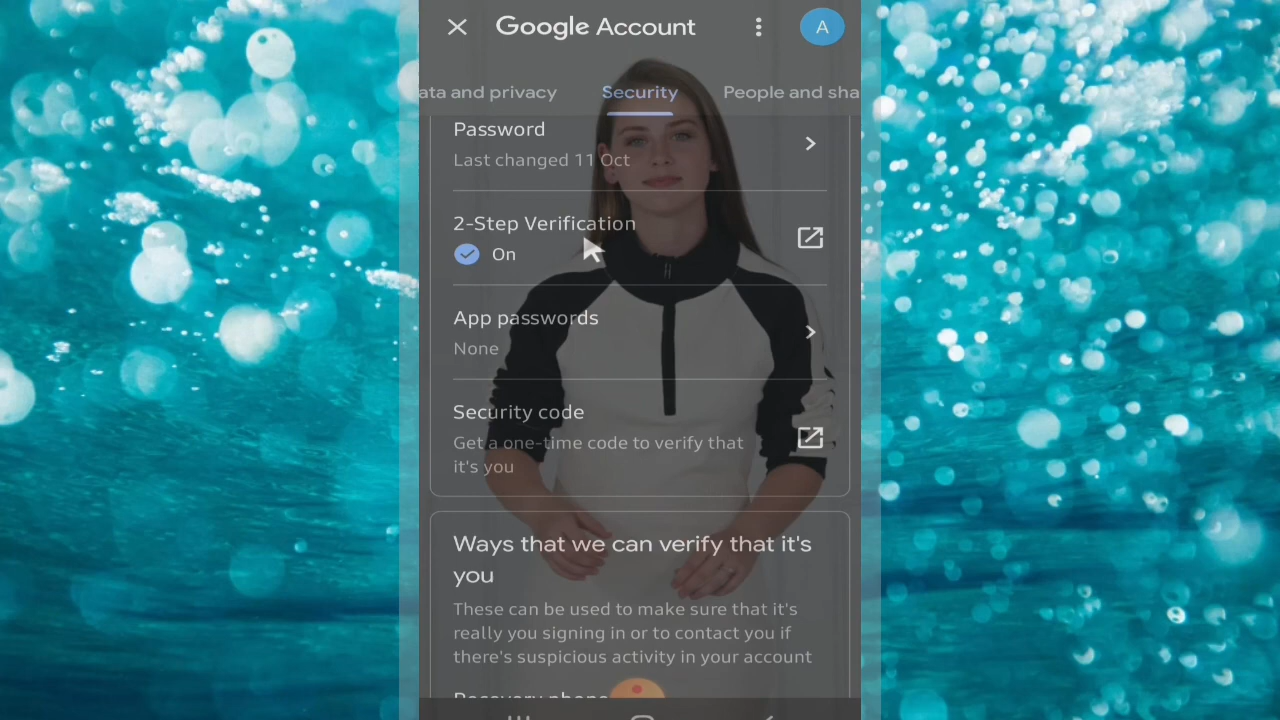 Google Account
A
ata and privacy Security People and sha
Password
Last changed 11 Oct
2-Step Verification
On
App passwords
None
Security code
Get a one-time code to verify that
it's you
Ways that we can verify that it's
you
These can be used to make sure that it's
really you signing in or to contact you if
there's suspicious activity in your account
Recovery phone